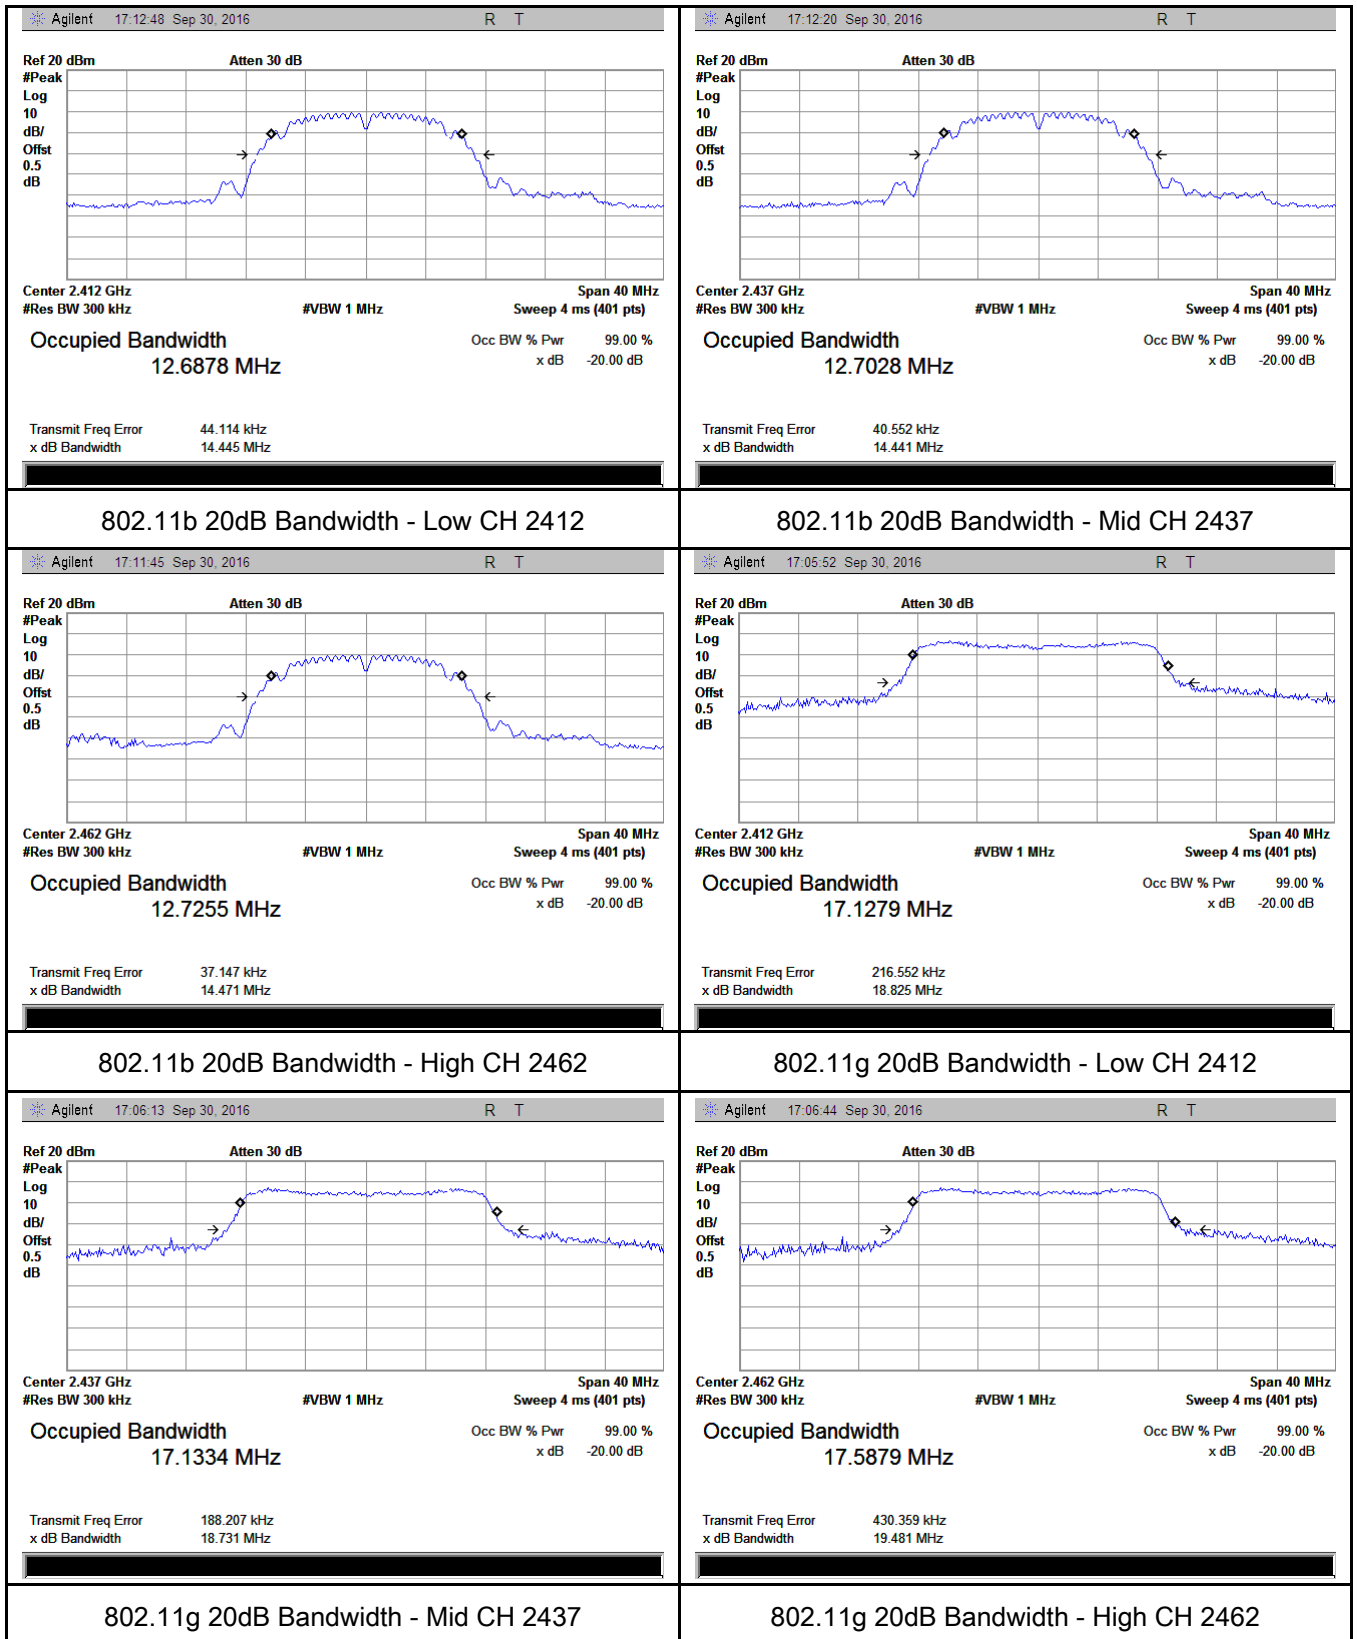 Agilent 17:12:48 Sep 30, 2016 R T
Ref 20 dBm Atten 30 dB
#Peak
Log
10
dB/
Offst
0.5
dB
Center 2.412 GHz Span 40 MHz
#Res BW 300 kHz #VBW 1 MHz Sweep 4 ms (401 pts)
Occupied Bandwidth Occ BW % Pwr 99.00 %
12.6878 MHz x dB -20.00 dB
Transmit Freq Error 44.114 kHz
x dB Bandwidth 14.445 MHz
802.11b 20dB Bandwidth - Low CH 2412
Agilent 17:12:20 Sep 30, 2016 R T
Ref 20 dBm Atten 30 dB
#Peak
Log
10
dB/
Offst
0.5
dB
Center 2.437 GHz Span 40 MHz
#Res BW 300 kHz #VBW 1 MHz Sweep 4 ms (401 pts)
Occupied Bandwidth Occ BW % Pwr 99.00 %
12.7028 MHz x dB -20.00 dB
Transmit Freq Error 40.552 kHz
x dB Bandwidth 14.441 MHz
802.11b 20dB Bandwidth - Mid CH 2437
Agilent 17:11:45 Sep 30, 2016 R T
Ref 20 dBm Atten 30 dB
#Peak
Log
10
dB/
Offst
0.5
dB
Center 2.462 GHz Span 40 MHz
#Res BW 300 kHz #VBW 1 MHz Sweep 4 ms (401 pts)
Occupied Bandwidth Occ BW % Pwr 99.00 %
12.7255 MHz x dB -20.00 dB
Transmit Freq Error 37.147 kHz
x dB Bandwidth 14.471 MHz
802.11b 20dB Bandwidth - High CH 2462
Agilent 17:05:52 Sep 30, 2016 R T
Ref 20 dBm Atten 30 dB
#Peak
Log
10
dB/
Offst
0.5
dB
Center 2.412 GHz Span 40 MHz
#Res BW 300 kHz #VBW 1 MHz Sweep 4 ms (401 pts)
Occupied Bandwidth Occ BW % Pwr 99.00 %
17.1279 MHz x dB -20.00 dB
Transmit Freq Error 216.552 kHz
x dB Bandwidth 18.825 MHz
802.11g 20dB Bandwidth - Low CH 2412
Agilent 17:06:13 Sep 30, 2016 R T
Ref 20 dBm Atten 30 dB
#Peak
Log
10
dB/
Offst
0.5
dB
Center 2.437 GHz Span 40 MHz
#Res BW 300 kHz #VBW 1 MHz Sweep 4 ms (401 pts)
Occupied Bandwidth Occ BW % Pwr 99.00 %
17.1334 MHz x dB -20.00 dB
Transmit Freq Error 188.207 kHz
x dB Bandwidth 18.731 MHz
802.11g 20dB Bandwidth - Mid CH 2437
Agilent 17:06:44 Sep 30, 2016 R T
Ref 20 dBm Atten 30 dB
#Peak
Log
10
dB/
Offst
0.5
dB
Center 2.462 GHz Span 40 MHz
#Res BW 300 kHz #VBW 1 MHz Sweep 4 ms (401 pts)
Occupied Bandwidth Occ BW % Pwr 99.00 %
17.5879 MHz x dB -20.00 dB
Transmit Freq Error 430.359 kHz
x dB Bandwidth 19.481 MHz
802.11g 20dB Bandwidth - High CH 2462